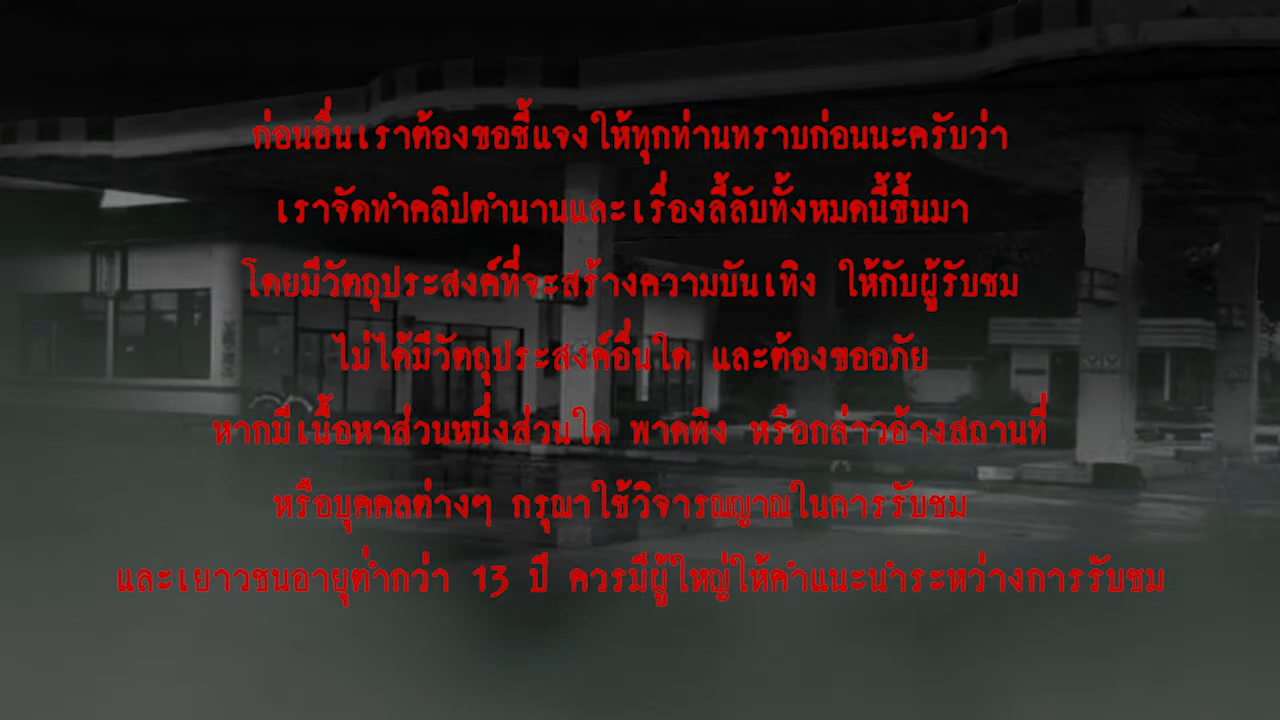 ก่อนอื่นเราต้องขอชี้แจงให้ทุกท่านทราบก่อนนะครับว่า
เราจัดทำคลิปตำนานและเรื่องลี้ลับทั้งหมดนี้ขึ้นมา
โดยมีวัตถุประสงค์ที่จะสร้างความบันเทิง ให้กับผู้รับชม
ไม่ได้มีวัตถุประสงค์อื่นใด และต้องขออภัย
หากมีเนื้อหาส่วนหนึ่งส่วนใด พาดพิง หรือกล่าวอ้างสถานที่
หรือบุคคลต่างๆ กรุณาใช้วิจารณญาณในการรับชม
และเยาวชนอายุต่ำกว่า 13 ปี ควรมีผู้ใหญ่ให้คำแนะนำระหว่างการรับชม